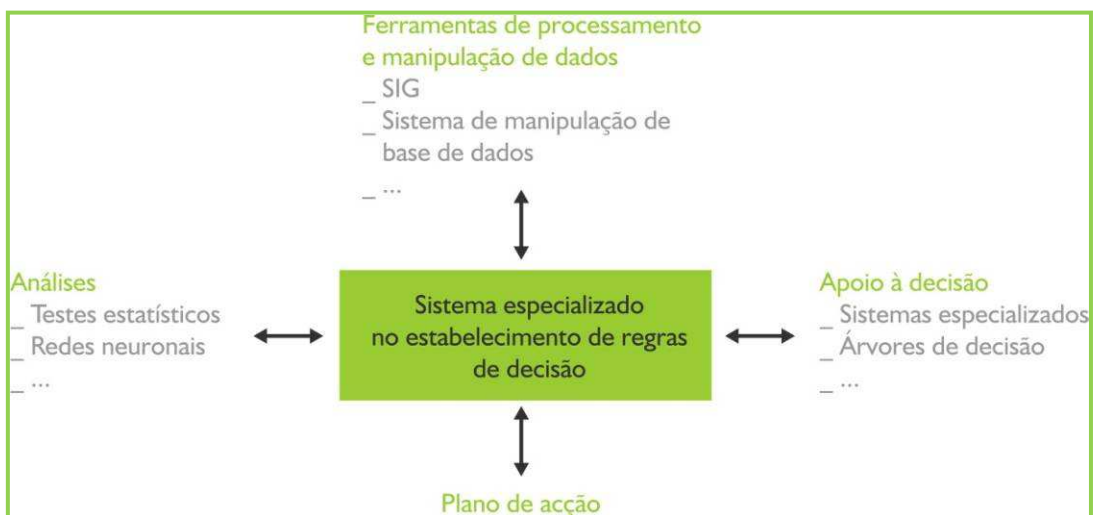 Ferramentas de processamento
e manipulação de dados
_ SIG
_ Sistema de manipulação de
base de dados
_ ...
Análises
_ Testes estatísticos
_ Redes neuronais
_ ...
Sistema especializado
no estabelecimento de regras
de decisão
Apoio à decisão
_ Sistemas especializados
_ Árvores de decisão
_ ...
Plano de acção